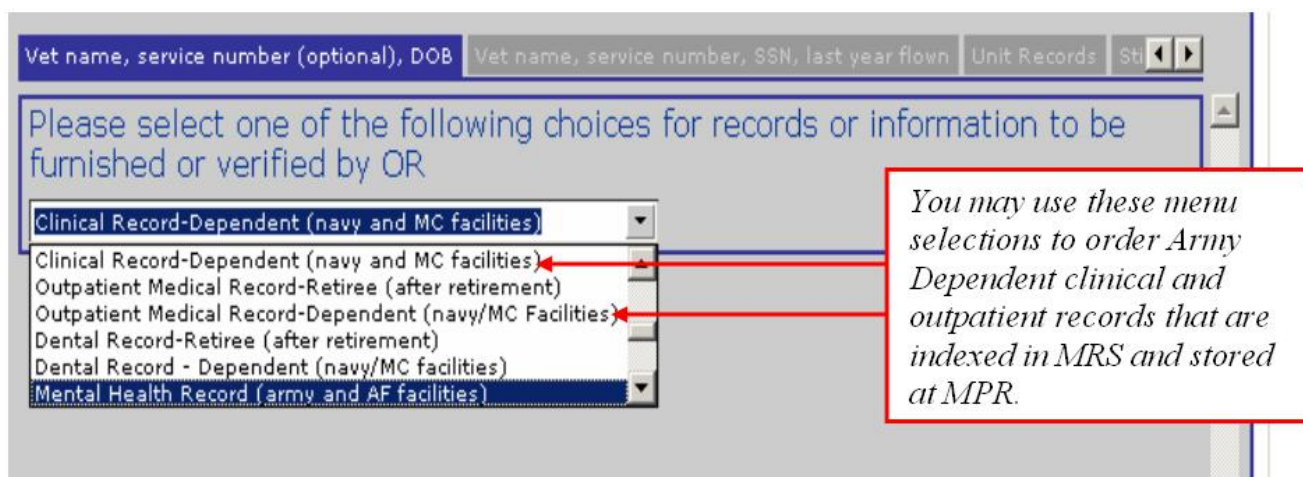 Vet name, service number (optional), DOB
Vet name, service number, SSN, last year flown
Unit Records
Please select one of the following choices for records or information to be
furnished or verified by OR
Clinical Record-Dependent (navy and MC facilities)
Clinical Record-Dependent (navy and MC facilities)
Outpatient Medical Record-Retiree (after retirement)
Outpatient Medical Record-Dependent (navy/MC Facilities)
Dental Record-Retiree (after retirement)
Dental Record - Dependent (navy/MC facilities)
Mental Health Record (army and AF facilities)
You may use these menu
selections to order Army
Dependent clinical and
outpatient records that are
indexed in MRS and stored
at MPR.